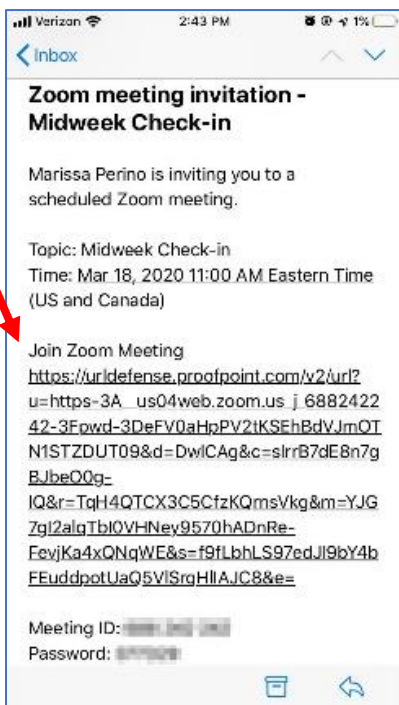 Verizon 2:43 PM 1%
Inbox
Zoom meeting invitation -
Midweek Check-in
Marissa Perino is inviting you to a
scheduled Zoom meeting.
Topic: Midweek Check-in
Time: Mar 18, 2020 11:00 AM Eastern Time
(US and Canada)
Join Zoom Meeting
https://urldefense.proofpoint.com/v2/url?
u=https-3A__us04web.zoom.us_j_6882422
42-3Fpwd-3DeFV0aHpPV2tKSEhBdVJmOT
N1STZDUT09&d=DwICAg&c=slrrB7dE8n7g
BJbeO0g-
IQ&r=TqH4QTCX3C5CfzKQmsVkg&m=YJG
7gI2alqTbI0VHNey9570hADnRe-
FevjKa4xQNqWE&s=f9fLbhLS97edJl9bY4b
FEuddpotUaQ5VlSrgHlIAJC8&e=
Meeting ID:
Password: